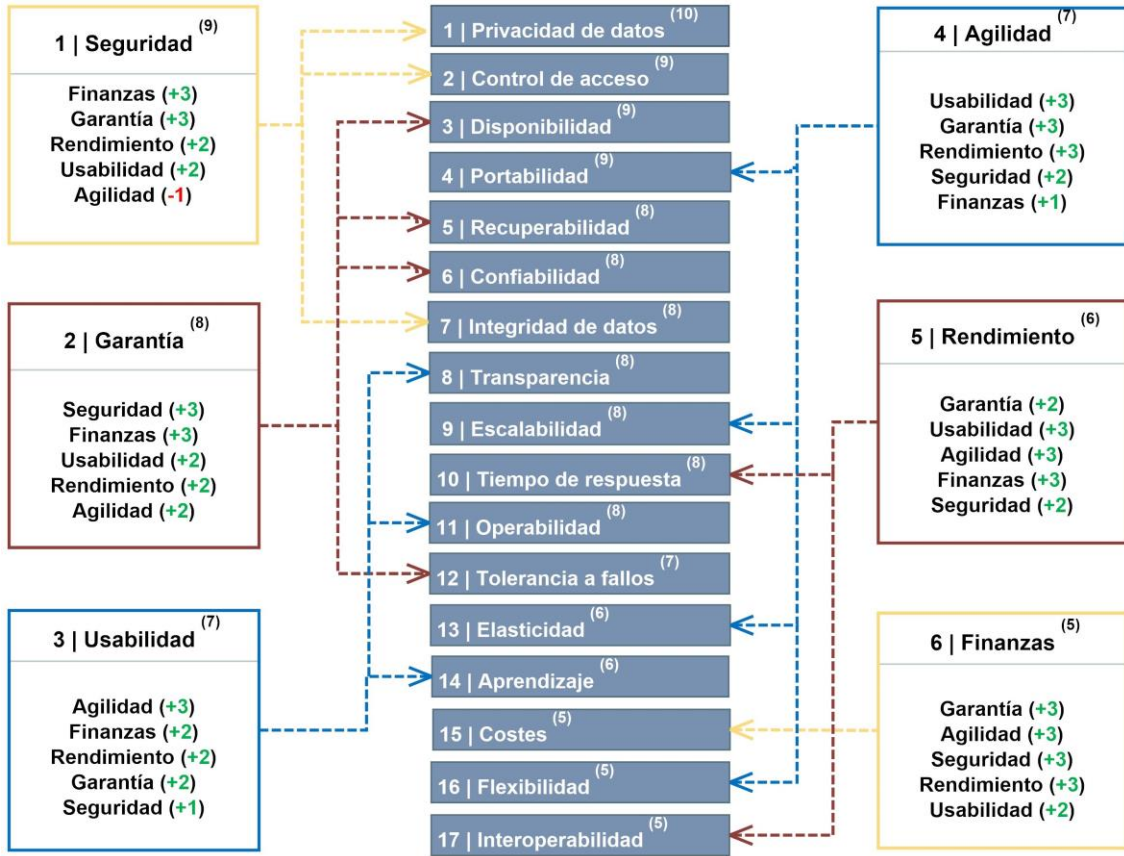 1 | Seguridad (9)
Finanzas (+3)
Garantía (+3)
Rendimiento (+2)
Usabilidad (+2)
Agilidad (-1)
2 | Garantía (8)
Seguridad (+3)
Finanzas (+3)
Usabilidad (+2)
Rendimiento (+2)
Agilidad (+2)
3 | Usabilidad (7)
Agilidad (+3)
Finanzas (+2)
Rendimiento (+2)
Garantía (+2)
Seguridad (+1)
1 | Privacidad de datos (10)
2 | Control de acceso (9)
3 | Disponibilidad (9)
4 | Portabilidad (9)
5 | Recuperabilidad (8)
6 | Confiabilidad (8)
7 | Integridad de datos (8)
8 | Transparencia (8)
9 | Escalabilidad (8)
10 | Tiempo de respuesta (8)
11 | Operabilidad (8)
12 | Tolerancia a fallos (7)
13 | Elasticidad (6)
14 | Aprendizaje (6)
15 | Costes (5)
16 | Flexibilidad (5)
17 | Interoperabilidad (5)
4 | Agilidad (7)
Usabilidad (+3)
Garantía (+3)
Rendimiento (+3)
Seguridad (+2)
Finanzas (+1)
5 | Rendimiento (6)
Garantía (+2)
Usabilidad (+3)
Agilidad (+3)
Finanzas (+3)
Seguridad (+2)
6 | Finanzas (5)
Garantía (+3)
Agilidad (+3)
Seguridad (+3)
Rendimiento (+3)
Usabilidad (+2)